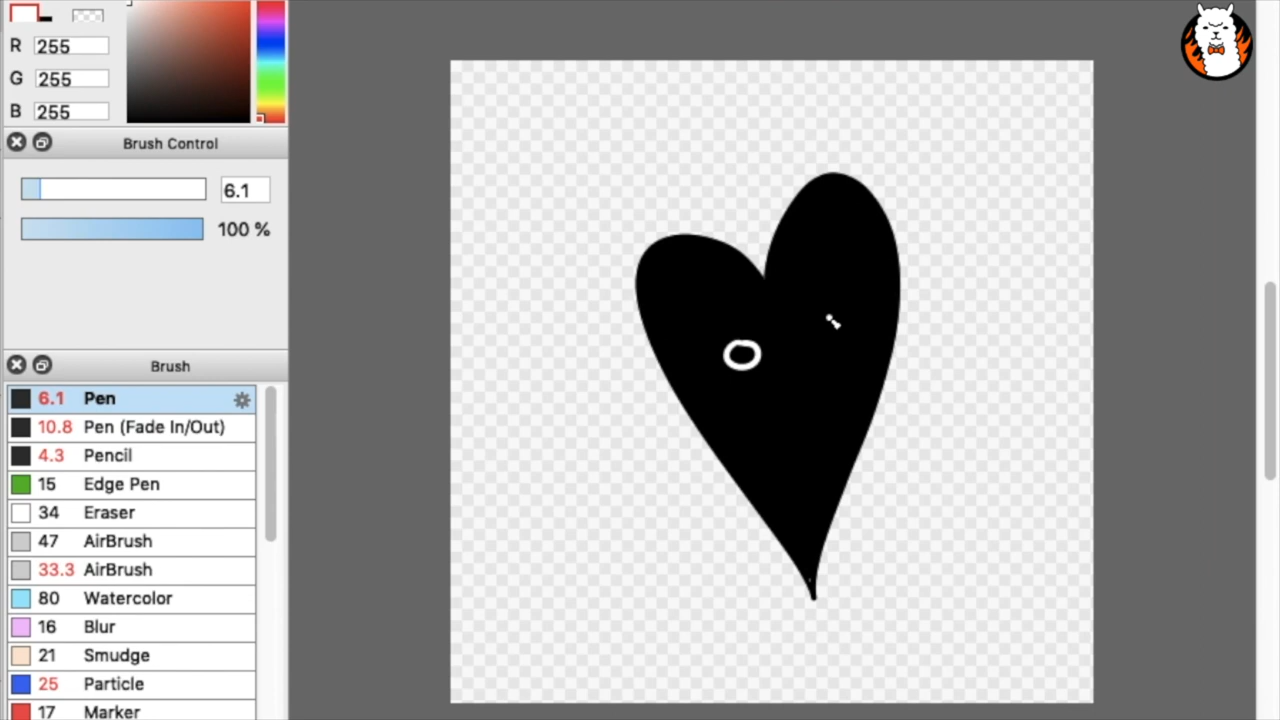 R 255
G 255
B 255
Brush Control
6.1
100 %
Brush
6.1 Pen
10.8 Pen (Fade In/Out)
4.3 Pencil
15 Edge Pen
34 Eraser
47 AirBrush
33.3 AirBrush
80 Watercolor
16 Blur
21 Smudge
25 Particle
17 Marker